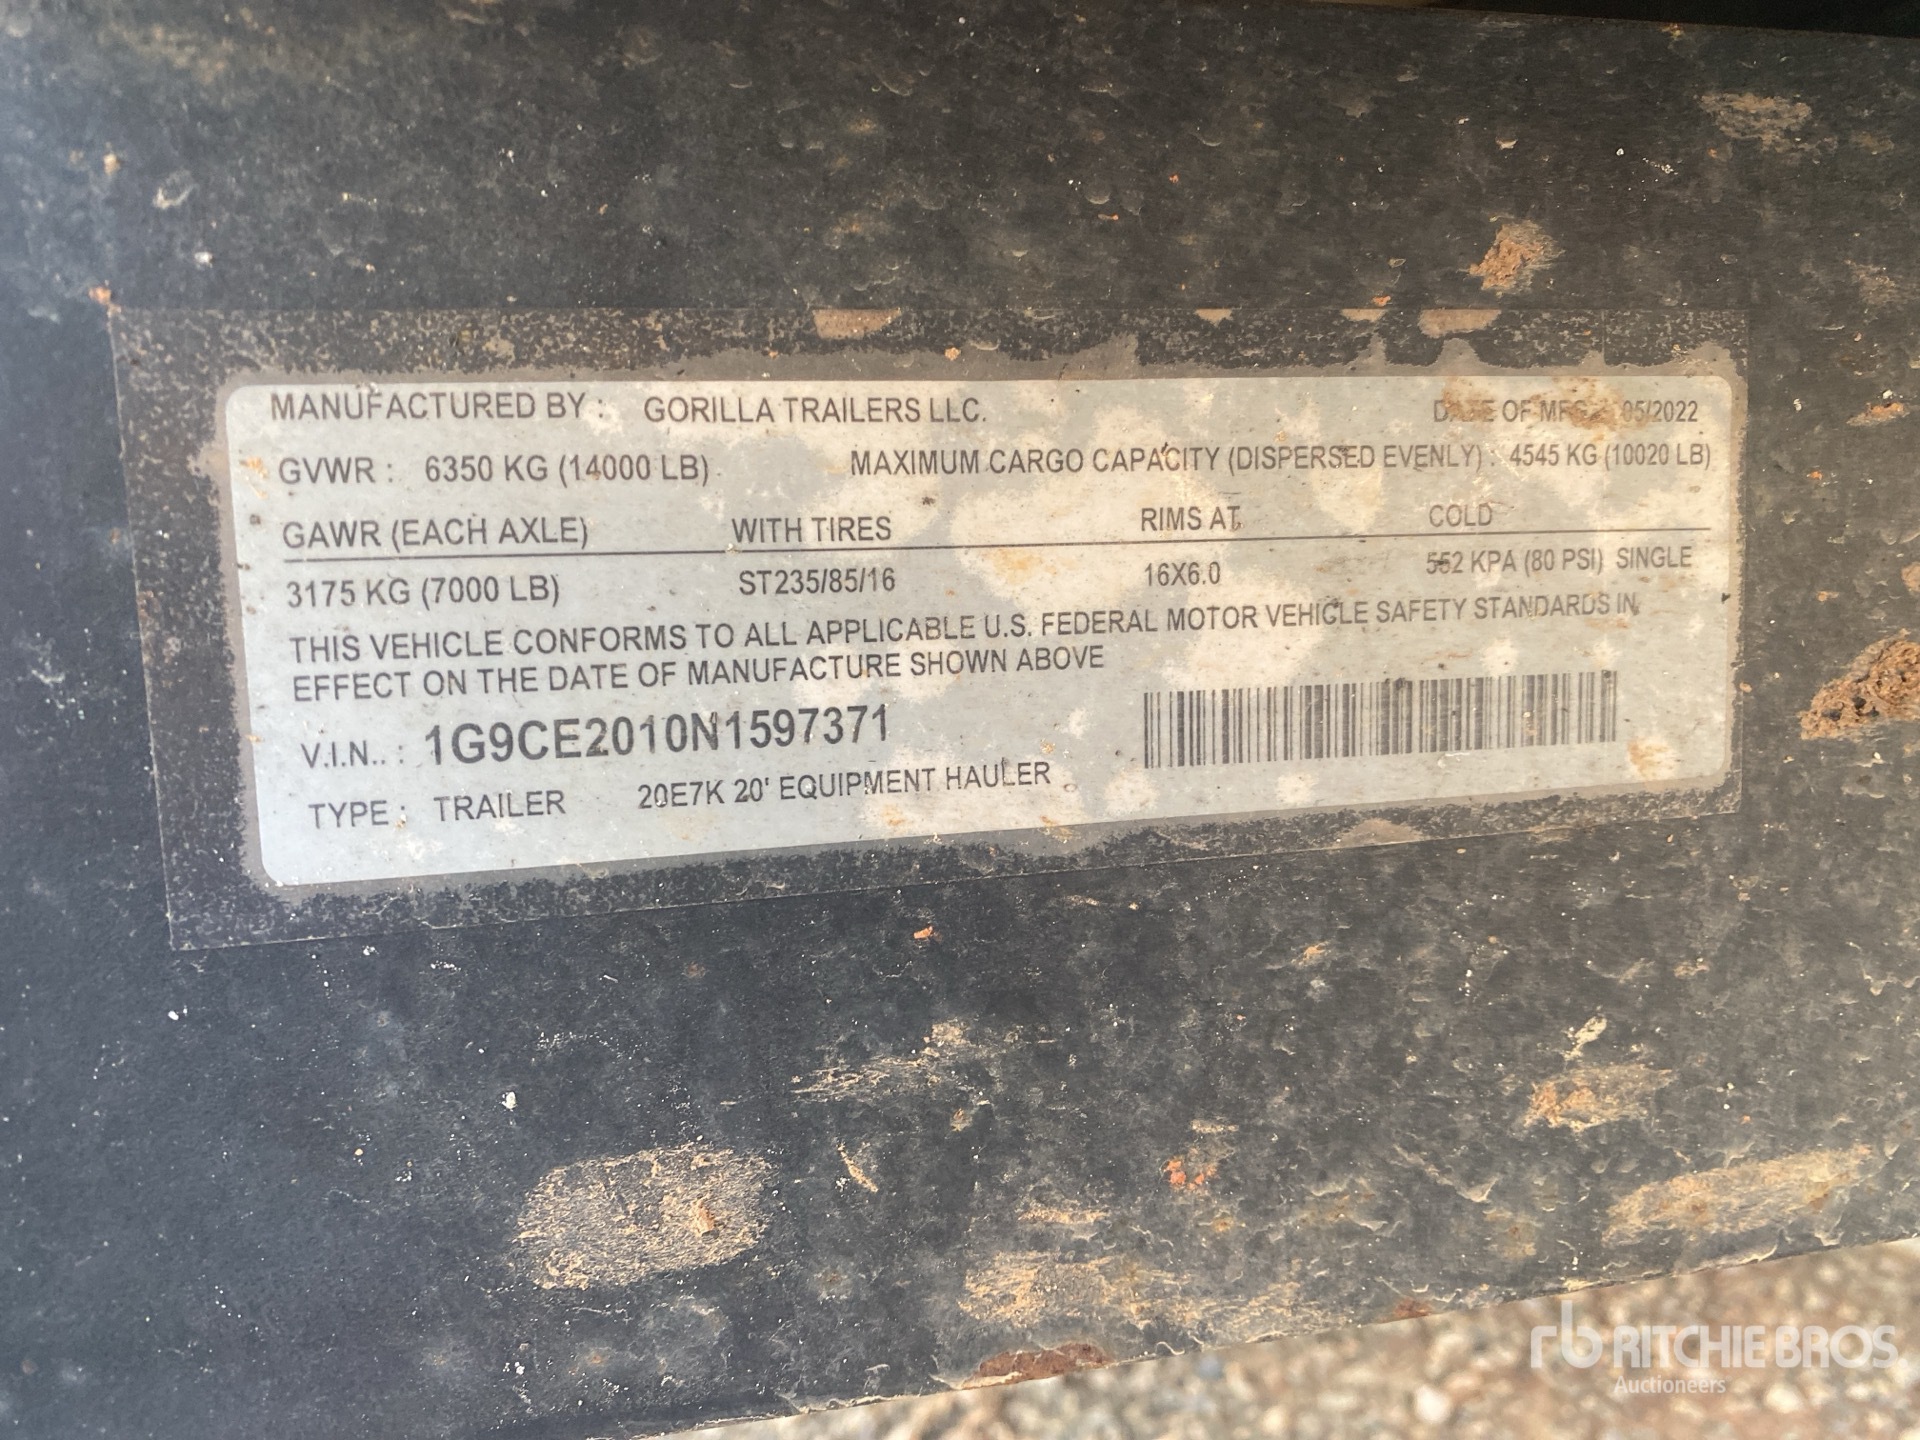 MANUFACTURED BY : GORILLA TRAILERS LLC. DATE OF MFG: 05/2022
GVWR : 6350 KG (14000 LB) MAXIMUM CARGO CAPACITY (DISPERSED EVENLY) : 4545 KG (10020 LB)
GAWR (EACH AXLE) WITH TIRES RIMS AT COLD
3175 KG (7000 LB) ST235/85/16 16X6.0 552 KPA (80 PSI) SINGLE
THIS VEHICLE CONFORMS TO ALL APPLICABLE U.S. FEDERAL MOTOR VEHICLE SAFETY STANDARDS IN
EFFECT ON THE DATE OF MANUFACTURE SHOWN ABOVE
V.I.N.. : 1G9CE2010N1597371
TYPE : TRAILER 20E7K 20' EQUIPMENT HAULER
rb RITCHIE BROS.
Auctioneers